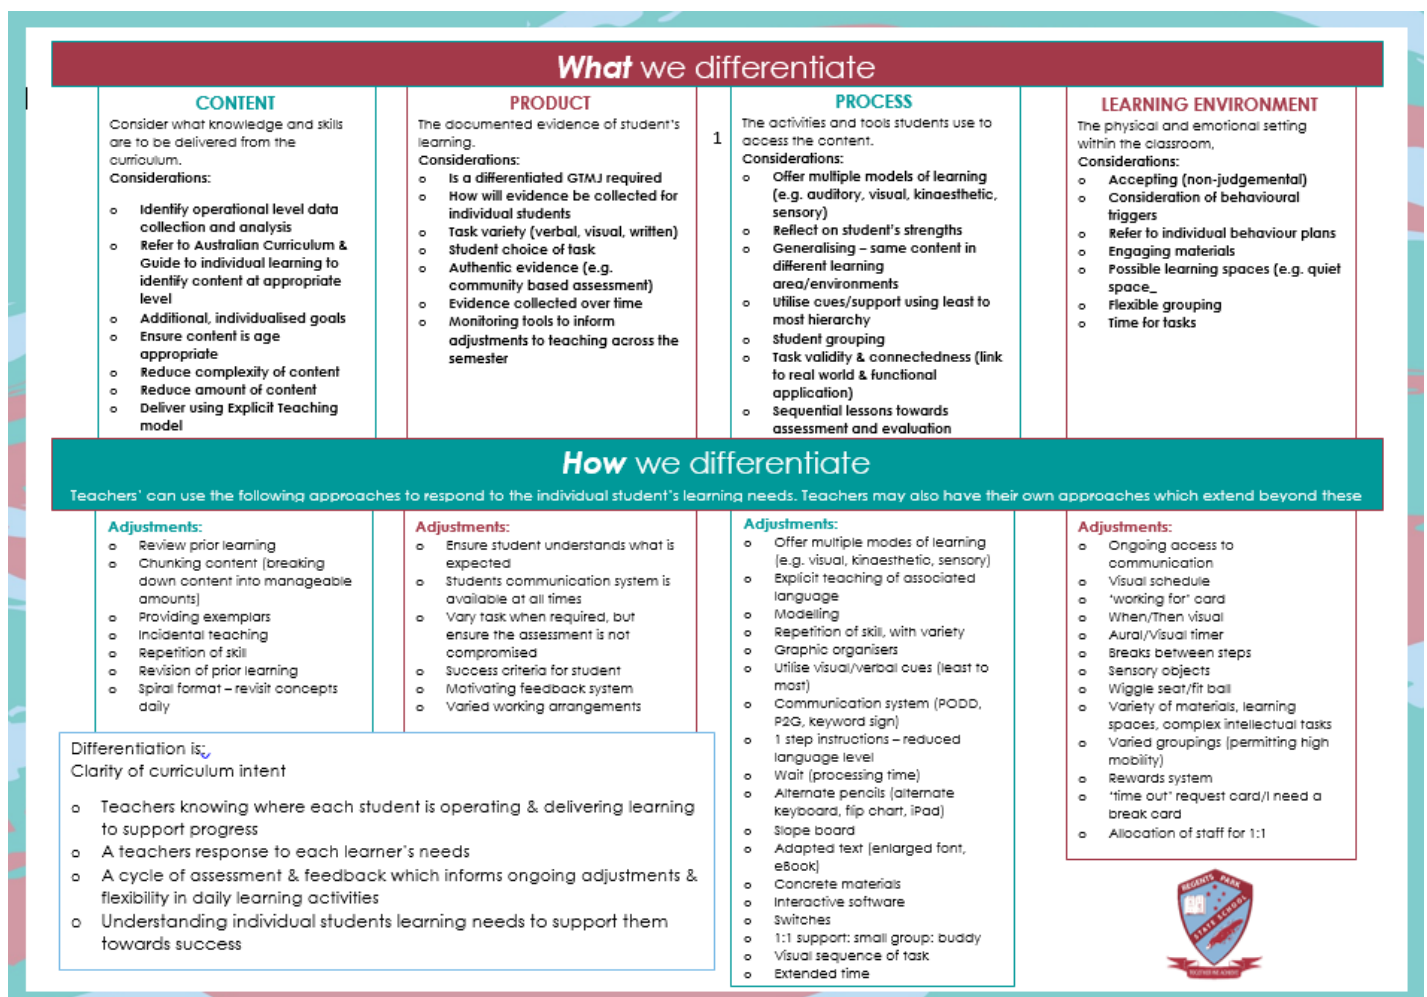 What we differentiate
CONTENT
Consider what knowledge and skills
are to be delivered from the
curriculum.
Considerations:
o Identify operational level data
collection and analysis
o Refer to Australian Curriculum &
Guide to individual learning to
identify content at appropriate
level
o Additional, individualised goals
o Ensure content is age
appropriate
o Reduce complexity of content
o Reduce amount of content
o Deliver using Explicit Teaching
model
PRODUCT
The documented evidence of student's
learning.
Considerations:
o Is a differentiated GTMJ required
o How will evidence be collected for
individual students
o Task variety (verbal, visual, written)
o Student choice of task
o Authentic evidence (e.g.
community based assessment)
o Evidence collected over time
o Monitoring tools to inform
adjustments to teaching across the
semester
1
PROCESS
The activities and tools students use to
access the content.
Considerations:
o Offer multiple models of learning
(e.g. auditory, visual, kinaesthetic,
sensory)
o Reflect on student's strengths
o Generalising – same content in
different learning
area/environments
o Utilise cues/support using least to
most hierarchy
o Student grouping
o Task validity & connectedness (link
to real world & functional
application)
o Sequential lessons towards
assessment and evaluation
LEARNING ENVIRONMENT
The physical and emotional setting
within the classroom,
Considerations:
o Accepting (non-judgemental)
o Consideration of behavioural
triggers
o Refer to individual behaviour plans
o Engaging materials
o Possible learning spaces (e.g. quiet
space_
o Flexible grouping
o Time for tasks
How we differentiate
Teachers' can use the following approaches to respond to the individual student's learning needs. Teachers may also have their own approaches which extend beyond these
Adjustments:
o Review prior learning
o Chunking content (breaking
down content into manageable
amounts)
o Providing exemplars
o Incidental teaching
o Repetition of skill
o Revision of prior learning
o Spiral format – revisit concepts
daily
Adjustments:
o Ensure student understands what is
expected
o Students communication system is
available at all times
o Vary task when required, but
ensure the assessment is not
compromised
o Success criteria for student
o Motivating feedback system
o Varied working arrangements
Adjustments:
o Offer multiple modes of learning
(e.g. visual, kinaesthetic, sensory)
o Explicit teaching of associated
language
o Modelling
o Repetition of skill, with variety
o Graphic organisers
o Utilise visual/verbal cues (least to
most)
o Communication system (PODD,
P2G, keyword sign)
o 1 step instructions – reduced
language level
o Wait (processing time)
o Alternate pencils (alternate
keyboard, flip chart, iPad)
o Slope board
o Adapted text (enlarged font,
eBook)
o Concrete materials
o Interactive software
o Switches
o 1:1 support: small group: buddy
o Visual sequence of task
o Extended time
Adjustments:
o Ongoing access to
communication
o Visual schedule
o 'working for' card
o When/Then visual
o Aural/Visual timer
o Breaks between steps
o Sensory objects
o Wiggle seat/fit ball
o Variety of materials, learning
spaces, complex intellectual tasks
o Varied groupings (permitting high
mobility)
o Rewards system
o 'time out' request card/I need a
break card
o Allocation of staff for 1:1
Differentiation is:
Clarity of curriculum intent
o Teachers knowing where each student is operating & delivering learning
to support progress
o A teachers response to each learner's needs
o A cycle of assessment & feedback which informs ongoing adjustments &
flexibility in daily learning activities
o Understanding individual students learning needs to support them
towards success
REGENTS PARK
STATE SCHOOL
TOGETHER WE ACHIEVE